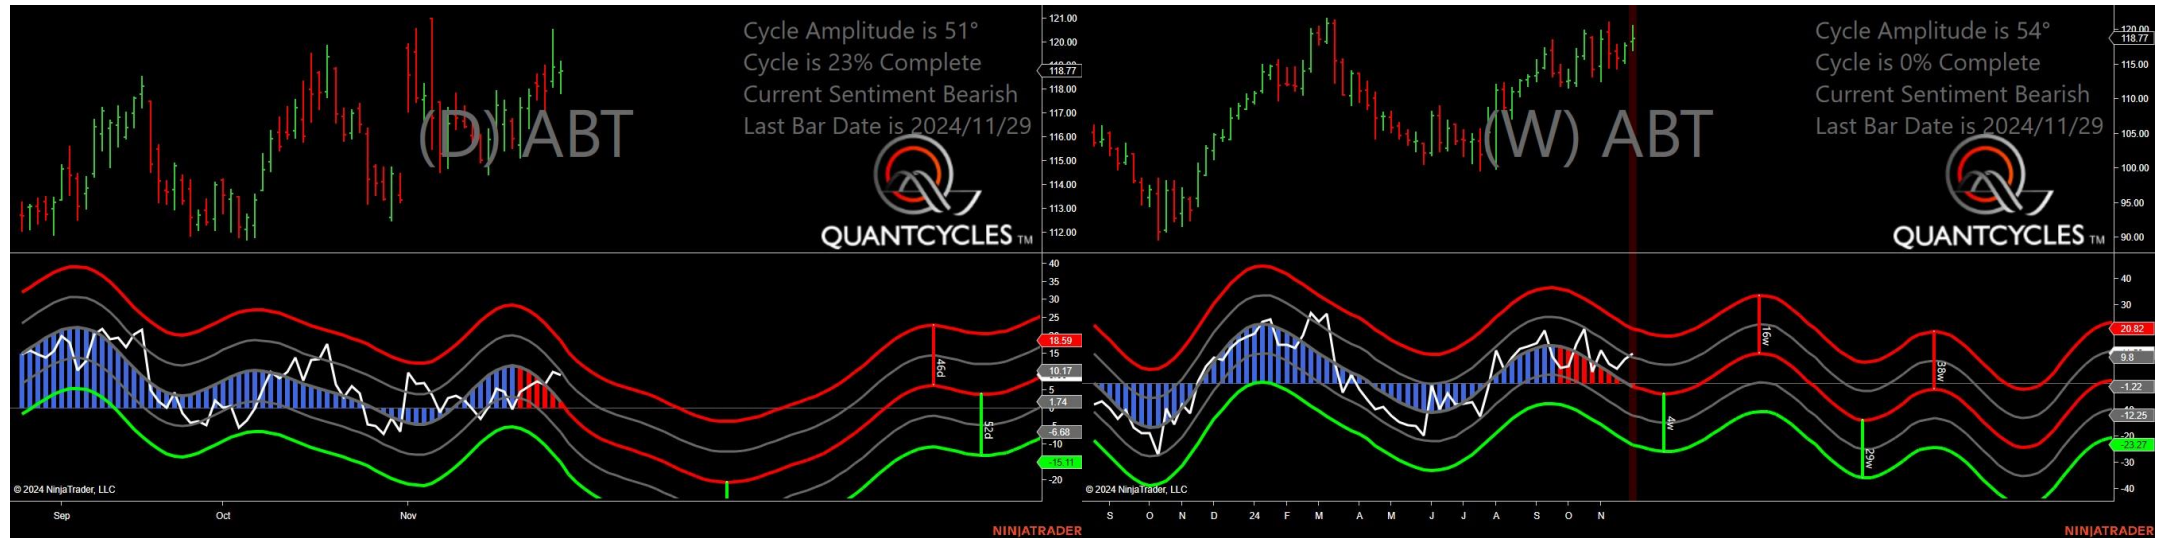 Cycle Amplitude is 51°
Cycle is 23% Complete
Current Sentiment Bearish
Last Bar Date is 2024/11/29
(D) ABT
QUANTCYCLES TM
121.00
120.00
118.77
118.00
117.00
116.00
115.00
114.00
113.00
112.00
40
35
30
25
18.59
15
10.17
5
1.74
-6.68
-10
-15.11
-20
46d
52d
© 2024 NinjaTrader, LLC
Sep
Oct
Nov
NINJATRADER
Cycle Amplitude is 54°
Cycle is 0% Complete
Current Sentiment Bearish
Last Bar Date is 2024/11/29
(W) ABT
QUANTCYCLES TM
120.00
118.77
115.00
110.00
105.00
100.00
95.00
90.00
40
30
20.82
9.8
-1.22
-12.25
-20
-23.27
-30
-40
16w
4w
29w
© 2024 NinjaTrader, LLC
S
O
N
D
24
F
M
A
M
J
J
A
S
O
N
NINJATRADER